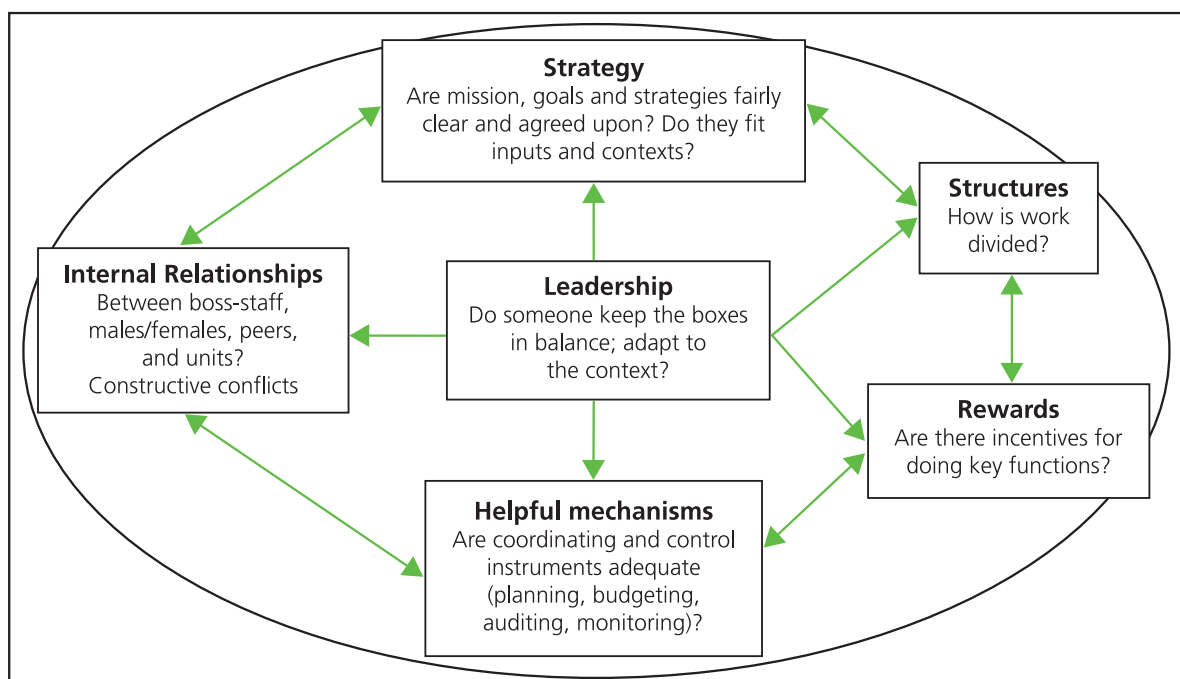 Strategy
Are mission, goals and strategies fairly
clear and agreed upon? Do they fit
inputs and contexts?
Structures
How is work
divided?
Internal Relationships
Between boss-staff,
males/females, peers,
and units?
Constructive conflicts
Leadership
Do someone keep the boxes
in balance; adapt to
the context?
Rewards
Are there incentives for
doing key functions?
Helpful mechanisms
Are coordinating and control
instruments adequate
(planning, budgeting,
auditing, monitoring)?